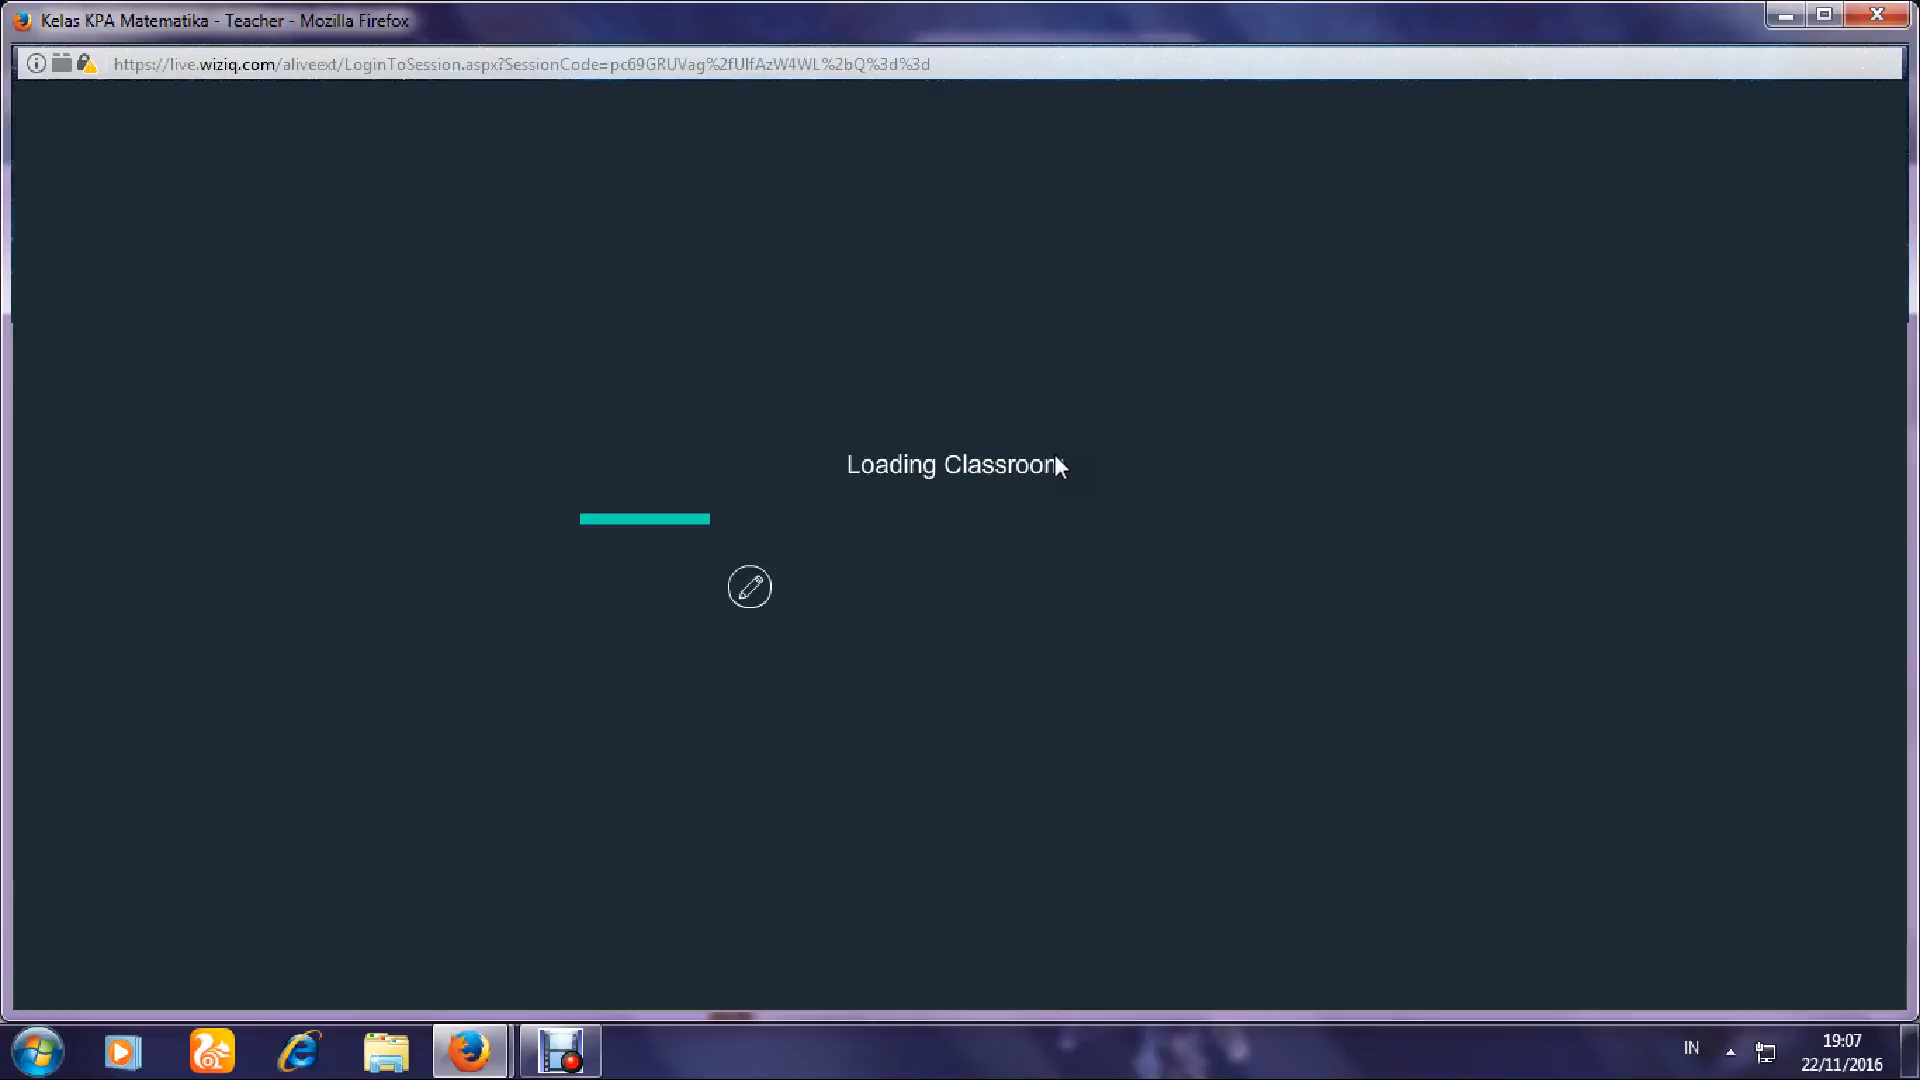 Kelas KPA Matematika - Teacher - Mozilla Firefox
https://live.wiziq.com/aliveext/LoginToSession.aspx?SessionCode=pc69GRUVag%2fUIfAzW4WL%2bQ%3d%3d
Loading Classroom
IN
19:07
22/11/2016